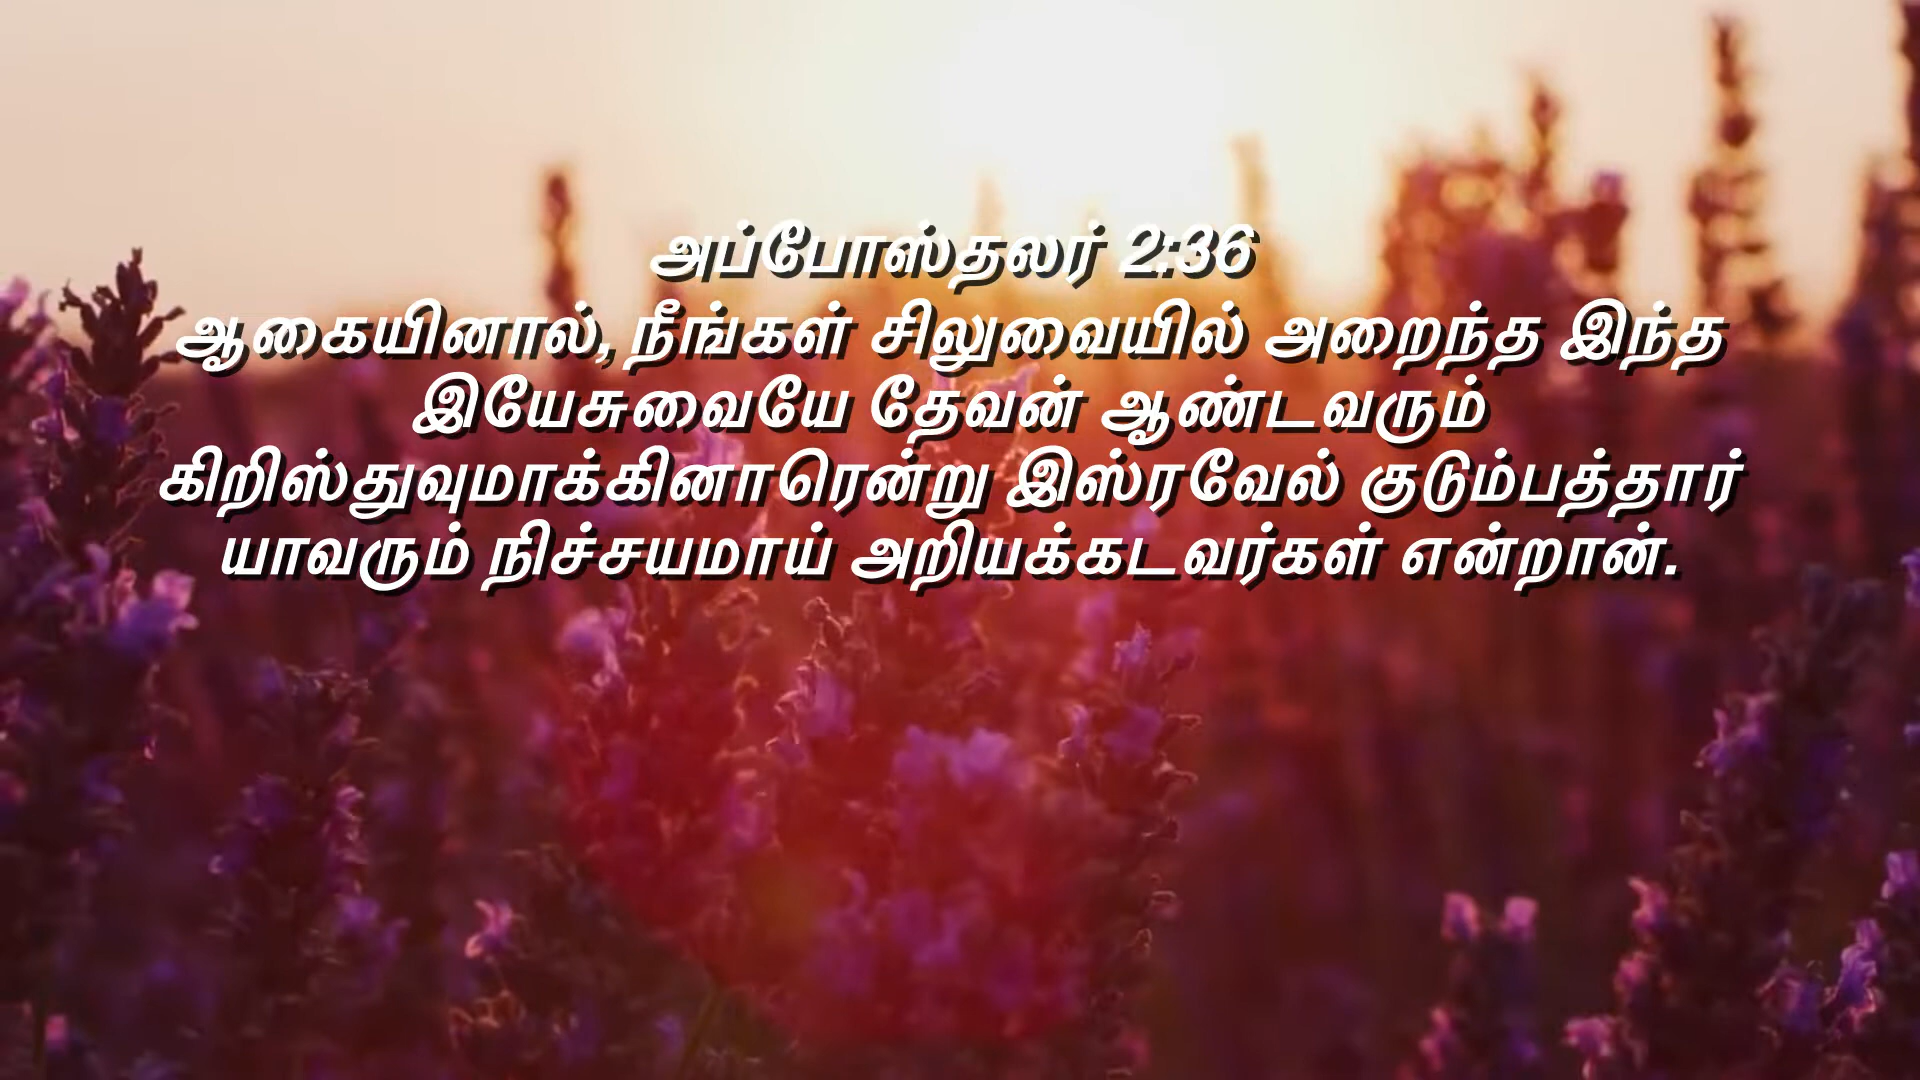 அப்போஸ்தலர் 2:36
ஆகையினால், நீங்கள் சிலுவையில் அறைந்த இந்த
இயேசுவையே தேவன் ஆண்டவரும்
கிறிஸ்துவுமாக்கினாரென்று இஸ்ரவேல் குடும்பத்தார்
யாவரும் நிச்சயமாய் அறியக்கடவர்கள் என்றான்.